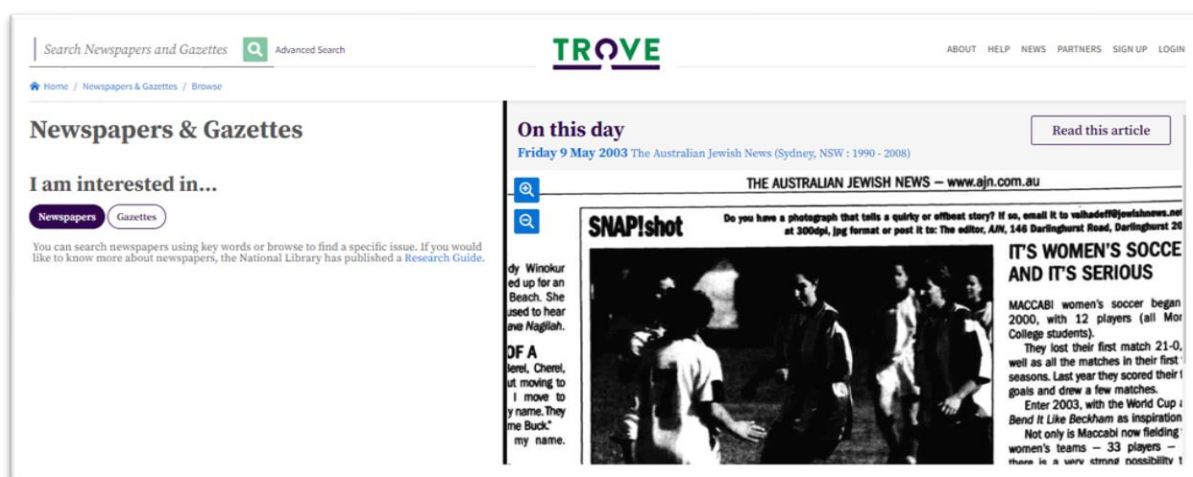 Search Newspapers and Gazettes
Advanced Search
TROVE
ABOUT HELP NEWS PARTNERS SIGN UP LOGIN
Home / Newspapers & Gazettes / Browse
Newspapers & Gazettes
I am interested in...
Newspapers Gazettes
You can search newspapers using key words or browse to find a specific issue. If you would
like to know more about newspapers, the National Library has published a Research Guide.
On this day
Read this article
Friday 9 May 2003 The Australian Jewish News (Sydney, NSW : 1990 - 2008)
THE AUSTRALIAN JEWISH NEWS – www.ajn.com.au
SNAP!shot
Do you have a photograph that tells a quirky or offbeat story? If so, email it to valhadeff@jewishnews.net
at 300dpi, jpg format or post it to: The editor, AJN, 146 Darlinghurst Road, Darlinghurst 20
dy Winokur
ed up for an
Beach. She
used to hear
ave Nagilah.
OF A
Cherel,
ut moving to
I move to
y name. They
me Buck."
my name.
IT'S WOMEN'S SOCCE
AND IT'S SERIOUS
MACCABI women's soccer began
2000, with 12 players (all Mor
College students).
They lost their first match 21-0,
well as all the matches in their first
seasons. Last year they scored their
goals and drew a few matches.
Enter 2003, with the World Cup
Bend It Like Beckham as inspiration
Not only is Maccabi now fielding
women's teams – 33 players –
there is a very strong possibility